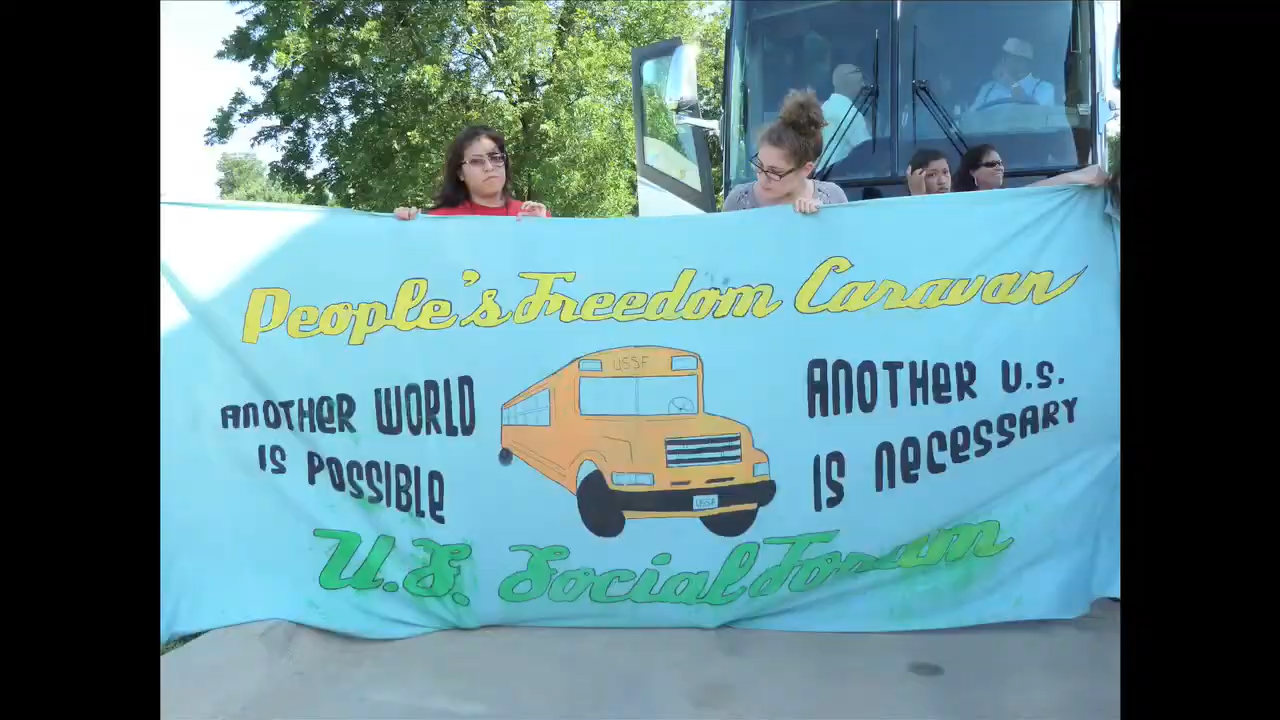 People's Freedom Caravan
ANOTHER WORLD
IS POSSIBLE
USSF
ANOTHER U.S.
IS NECESSARY
USSF
U.S. Social Forum